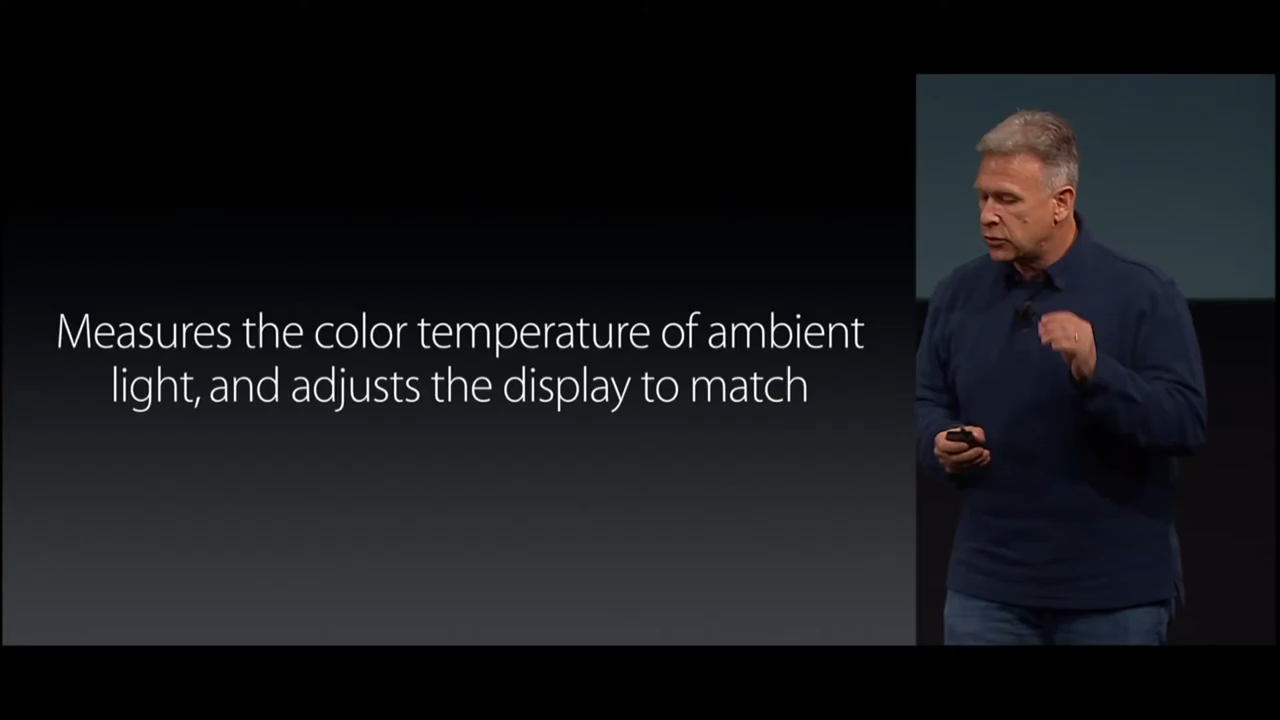 Measures the color temperature of ambient
light, and adjusts the display to match